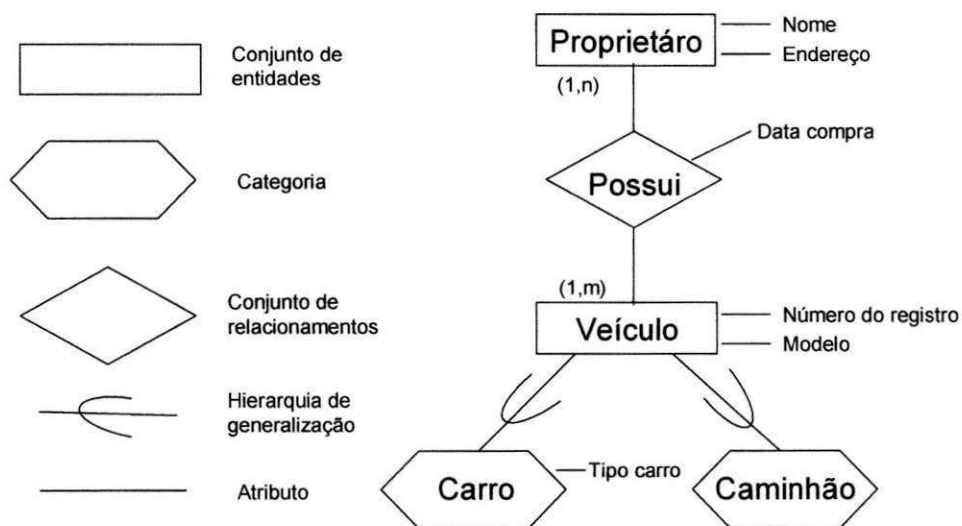 Conjunto de
entidades
Categoria
Conjunto de
relacionamentos
Hierarquia de
generalização
Atributo
Proprietáro
Nome
Endereço
(1,n)
Data compra
Possui
(1,m)
Veículo
Número do registro
Modelo
Carro
Tipo carro
Caminhão